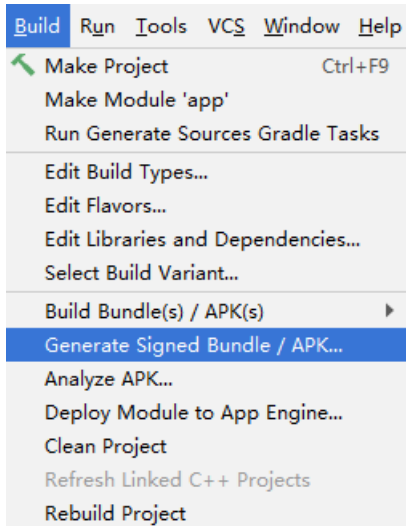 Build Run Tools VCS Window Help
Make Project Ctrl+F9
Make Module 'app'
Run Generate Sources Gradle Tasks
Edit Build Types...
Edit Flavors...
Edit Libraries and Dependencies...
Select Build Variant...
Build Bundle(s) / APK(s)
Generate Signed Bundle / APK...
Analyze APK...
Deploy Module to App Engine...
Clean Project
Refresh Linked C++ Projects
Rebuild Project